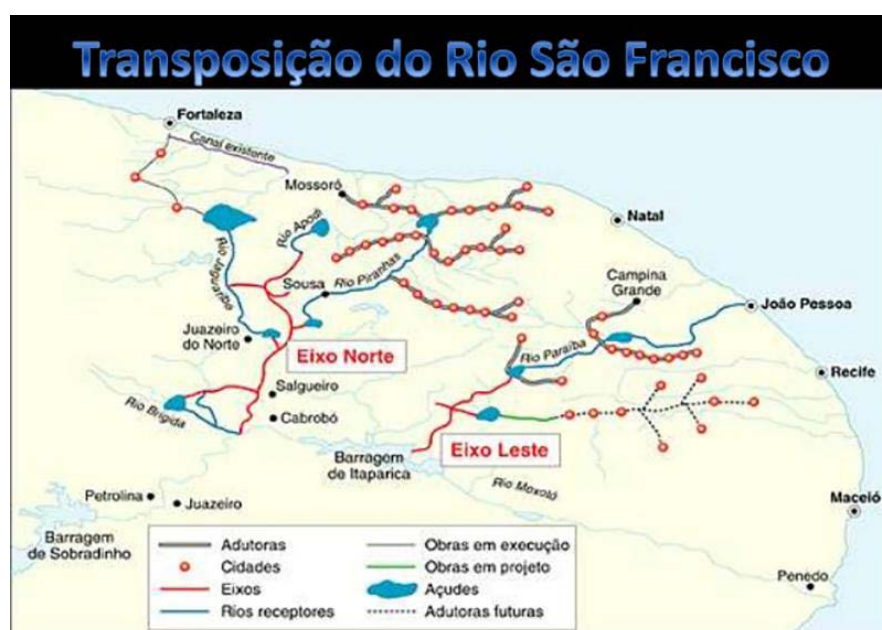 Transposição do Rio São Francisco
Fortaleza
Canal existente
Mossoró
Natal
Rio Apodi
Rio Jaguaribe
Sousa
Rio Piranhas
Campina
Grande
João Pessoa
Juazeiro
do Norte
Eixo Norte
Rio Paraíba
Recife
Salgueiro
Rio Brígida
Cabrobó
Eixo Leste
Barragem
de Itaparica
Rio Moxotó
Petrolina
Juazeiro
Maceió
Barragem
de Sobradinho
Penedo
Adutoras
Cidades
Eixos
Rios receptores
Obras em execução
Obras em projeto
Açudes
Adutoras futuras